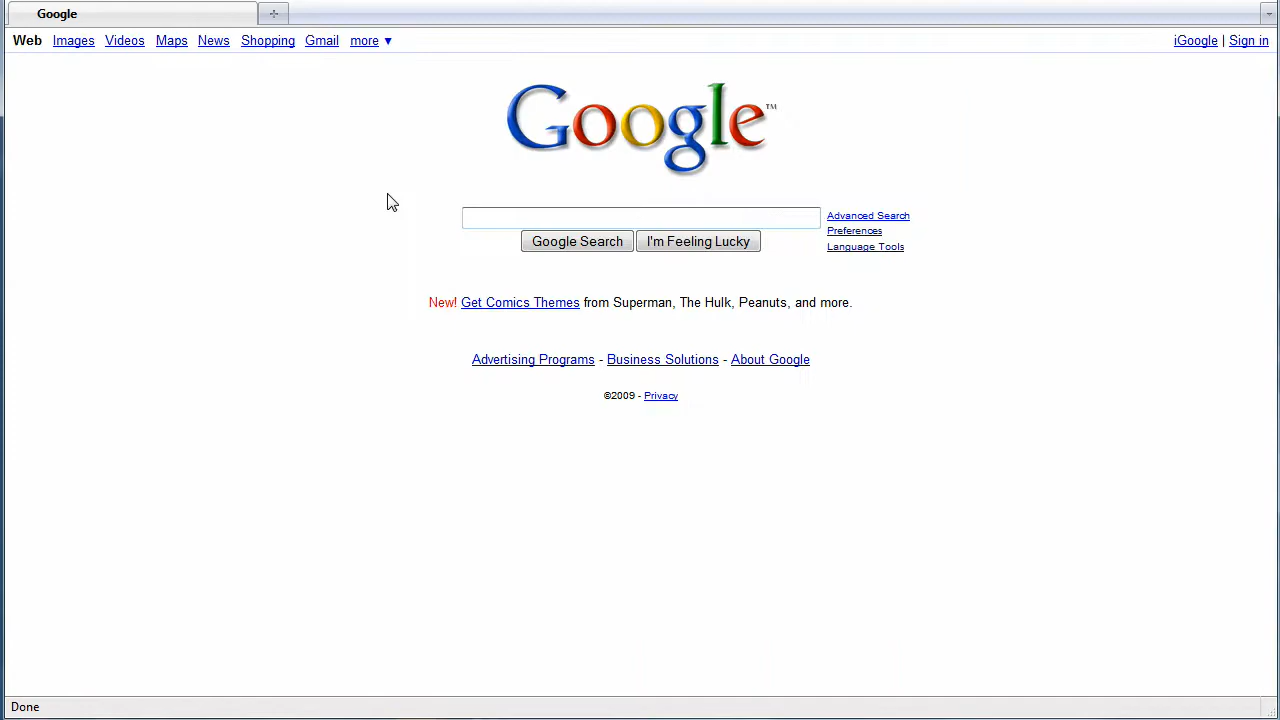 Google
Web Images Videos Maps News Shopping Gmail more ▼ iGoogle | Sign in
Google™
Advanced Search
Preferences
Language Tools
Google Search I'm Feeling Lucky
New! Get Comics Themes from Superman, The Hulk, Peanuts, and more.
Advertising Programs - Business Solutions - About Google
©2009 - Privacy
Done